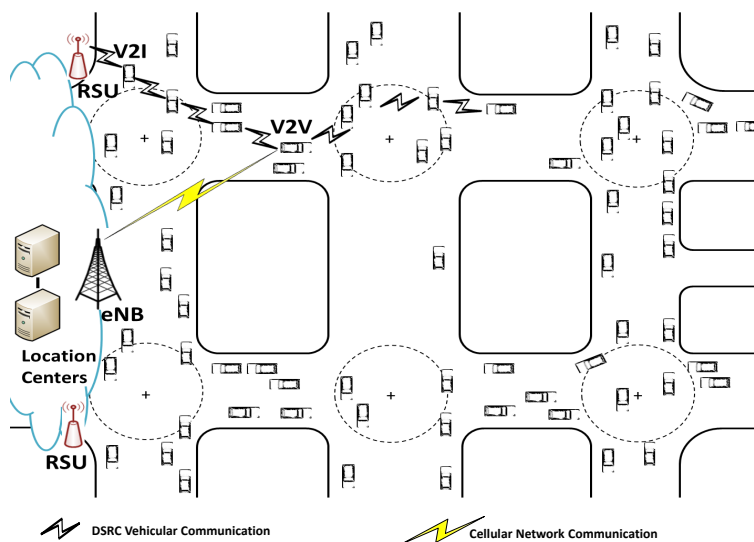 V2I
RSU
V2V
eNB
Location
Centers
RSU
DSRC Vehicular Communication
Cellular Network Communication